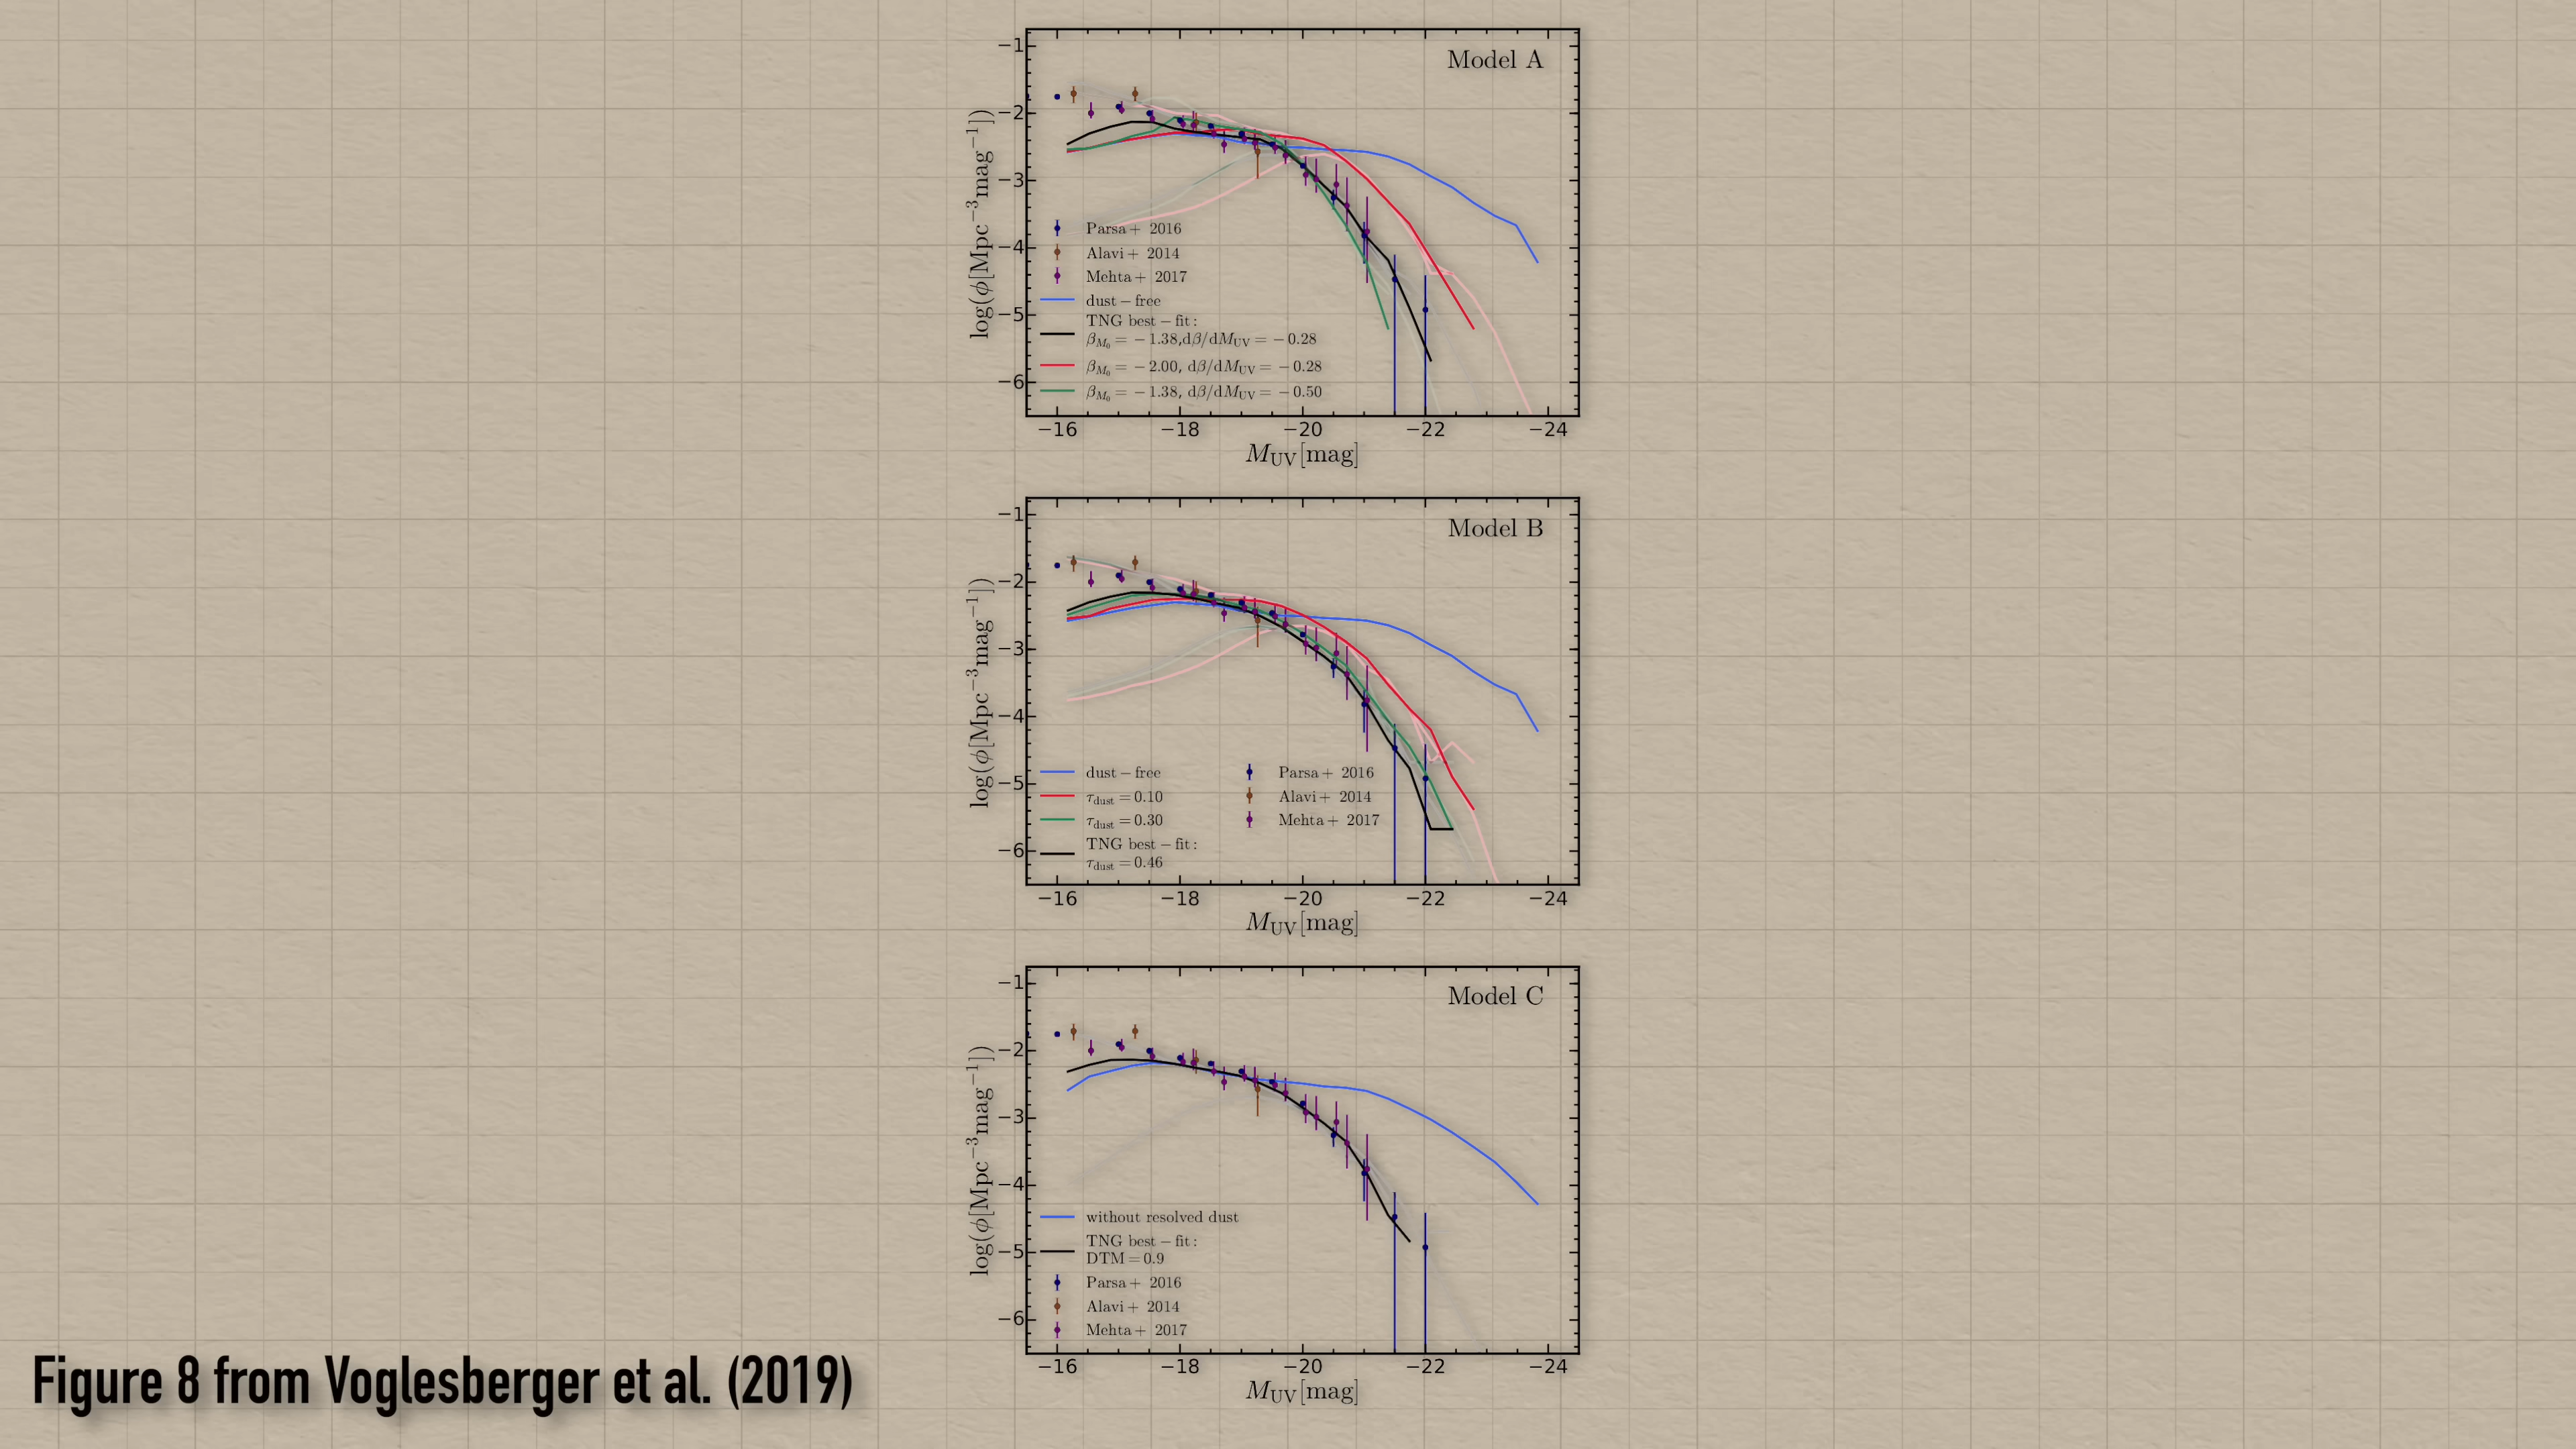 Model A
−1
−2
−3
−4
−5
−6
log(ϕ[Mpc⁻³mag⁻¹])
Parsa+ 2016
Alavi+ 2014
Mehta+ 2017
dust−free
TNG best−fit:
β_M₀ = −1.38,dβ/dM_UV = −0.28
β_M₀ = −2.00, dβ/dM_UV = −0.28
β_M₀ = −1.38, dβ/dM_UV = −0.50
−16 −18 −20 −22 −24
M_UV[mag]
Model B
−1
−2
−3
−4
−5
−6
log(ϕ[Mpc⁻³mag⁻¹])
dust−free
τ_dust = 0.10
τ_dust = 0.30
TNG best−fit:
τ_dust = 0.46
Parsa+ 2016
Alavi+ 2014
Mehta+ 2017
−16 −18 −20 −22 −24
M_UV[mag]
Model C
−1
−2
−3
−4
−5
−6
log(ϕ[Mpc⁻³mag⁻¹])
without resolved dust
TNG best−fit:
DTM = 0.9
Parsa+ 2016
Alavi+ 2014
Mehta+ 2017
−16 −18 −20 −22 −24
M_UV[mag]
Figure 8 from Voglesberger et al. (2019)